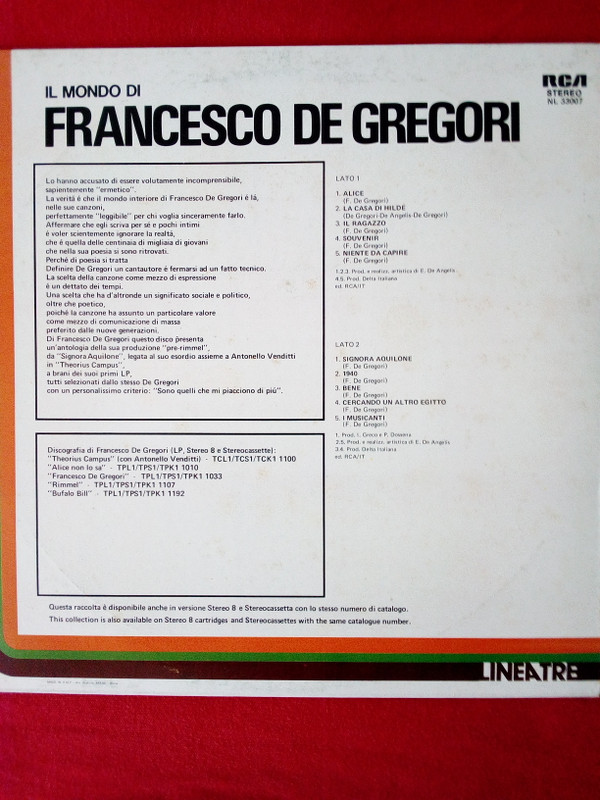 IL MONDO DI
FRANCESCO DE GREGORI
RCA
STEREO
NL 33007
Lo hanno accusato di essere volutamente incomprensibile,
sapientemente "ermetico".
La verità è che il mondo interiore di Francesco De Gregori è là,
nelle sue canzoni,
perfettamente "leggibile" per chi voglia sinceramente farlo.
Affermare che egli scriva per sé e pochi intimi
è voler scientemente ignorare la realtà,
che è quella delle centinaia di migliaia di giovani
che nella sua poesia si sono ritrovati.
Perché di poesia si tratta
Definire De Gregori un cantautore è fermarsi ad un fatto tecnico.
La scelta della canzone come mezzo di espressione
è un dettato dei tempi.
Una scelta che ha d'altronde un significato sociale e politico,
oltre che poetico,
poiché la canzone ha assunto un particolare valore
come mezzo di comunicazione di massa
preferito dalle nuove generazioni.
Di Francesco De Gregori questo disco presenta
un'antologia della sua produzione "pre-rimmel",
da "Signora Aquilone", legata al suo esordio assieme a Antonello Venditti
in "Theorius Campus",
a brani dei suoi primi LP,
tutti selezionati dallo stesso De Gregori
con un personalissimo criterio: "Sono quelli che mi piacciono di più".
LATO 1
1. ALICE
(F. De Gregori)
2. LA CASA DI HILDE
(De Gregori-De Angelis-De Gregori)
3. IL RAGAZZO
(F. De Gregori)
4. SOUVENIR
(F. De Gregori)
5. NIENTE DA CAPIRE
(F. De Gregori)
1.2.3. Prod. e realizz. artistica di E. De Angelis
4.5. Prod. Delta Italiana
ed. RCA/IT
LATO 2
1. SIGNORA AQUILONE
(F. De Gregori)
2. 1940
(F. De Gregori)
3. BENE
(F. De Gregori)
4. CERCANDO UN ALTRO EGITTO
(F. De Gregori)
5. I MUSICANTI
(F. De Gregori)
1. Prod. I. Greco e P. Dossena
2.5. Prod. e realizz. artistica di E. De Angelis
3.4. Prod. Delta Italiana
ed. RCA/IT
Discografia di Francesco De Gregori (LP, Stereo 8 e Stereocassette):
"Theorius Campus" (con Antonello Venditti) - TCL1/TCS1/TCK1 1100
"Alice non lo sa" - TPL1/TPS1/TPK1 1010
"Francesco De Gregori" - TPL1/TPS1/TPK1 1033
"Rimmel" - TPL1/TPS1/TPK1 1107
"Bufalo Bill" - TPL1/TPS1/TPK1 1192
Questa raccolta è disponibile anche in versione Stereo 8 e Stereocassetta con lo stesso numero di catalogo.
This collection is also available on Stereo 8 cartridges and Stereocassettes with the same catalogue number.
LINEATRE